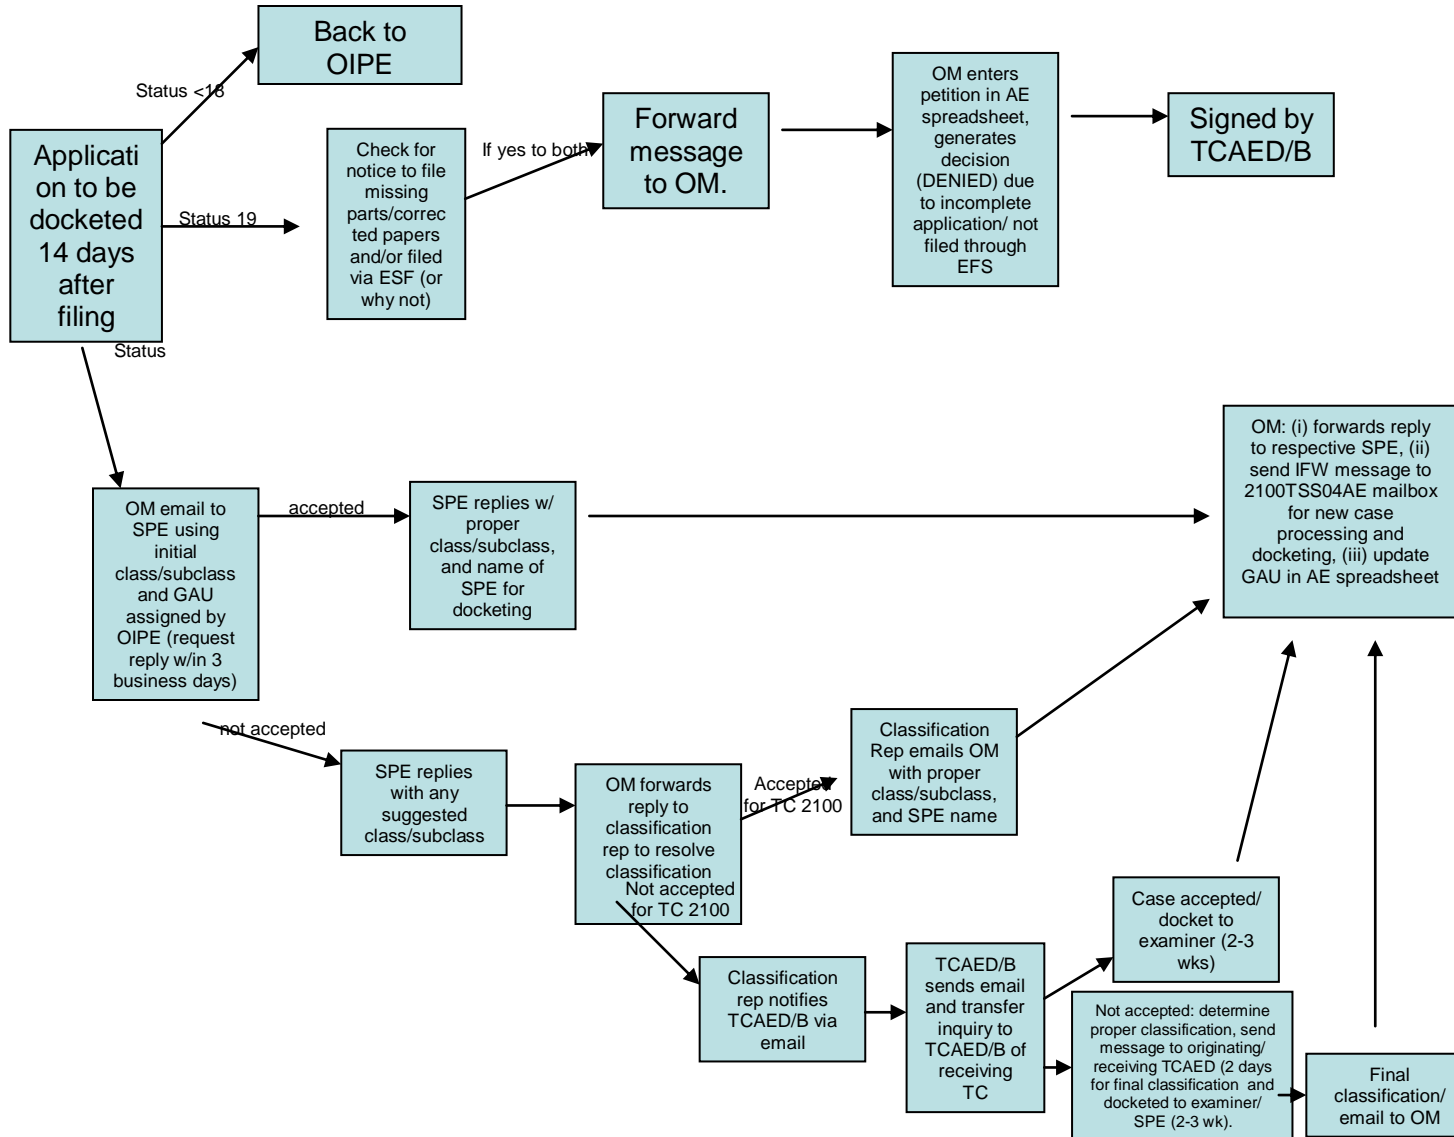 Back to
OIPE
Status <18
Applicati
on to be
docketed
14 days
after
filing
Status 19
Check for
notice to file
missing
parts/correc
ted papers
and/or filed
via ESF (or
why not)
If yes to both
Forward
message
to OM.
OM enters
petition in AE
spreadsheet,
generates
decision
(DENIED) due
to incomplete
application/ not
filed through
EFS
Signed by
TCAED/B
Status
OM email to
SPE using
initial
class/subclass
and GAU
assigned by
OIPE (request
reply w/in 3
business days)
accepted
SPE replies w/
proper
class/subclass,
and name of
SPE for
docketing
OM: (i) forwards reply
to respective SPE, (ii)
send IFW message to
2100TSS04AE mailbox
for new case
processing and
docketing, (iii) update
GAU in AE spreadsheet
not accepted
SPE replies
with any
suggested
class/subclass
OM forwards
reply to
classification
rep to resolve
classification
Accepted
for TC 2100
Classification
Rep emails OM
with proper
class/subclass,
and SPE name
Not accepted
for TC 2100
Classification
rep notifies
TCAED/B via
email
TCAED/B
sends email
and transfer
inquiry to
TCAED/B of
receiving
TC
Case accepted/
docket to
examiner (2-3
wks)
Not accepted: determine
proper classification, send
message to originating/
receiving TCAED (2 days
for final classification and
docketed to examiner/
SPE (2-3 wk).
Final
classification/
email to OM